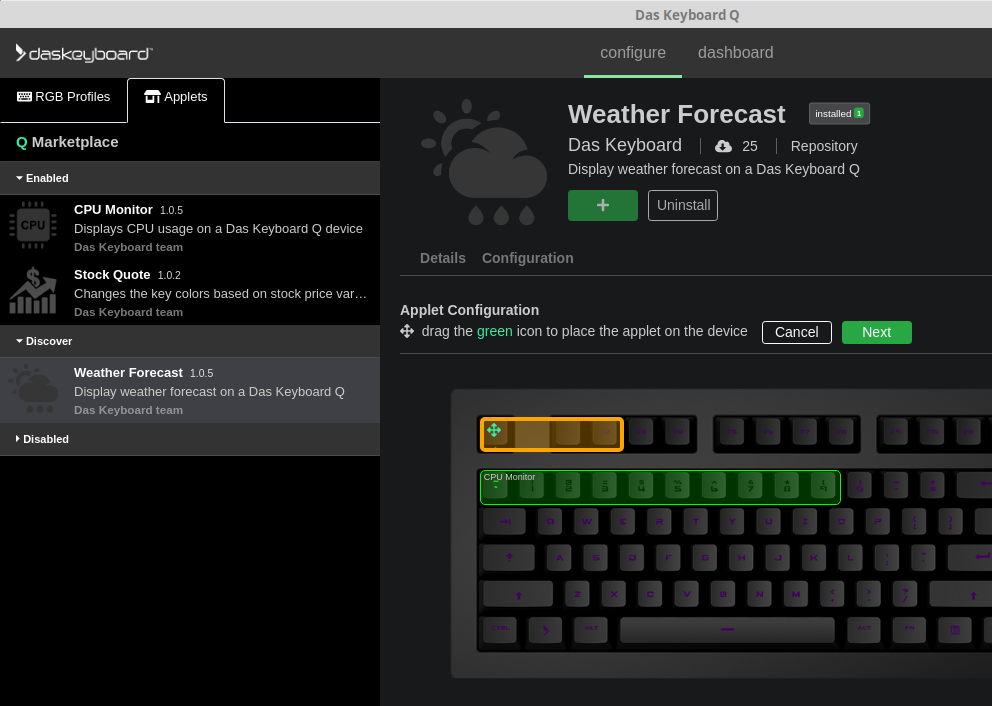 Das Keyboard Q
daskeyboard
configure
dashboard
RGB Profiles
Applets
Q Marketplace
Enabled
CPU
CPU Monitor 1.0.5
Displays CPU usage on a Das Keyboard Q device
Das Keyboard team
Stock Quote 1.0.2
Changes the key colors based on stock price var…
Das Keyboard team
Discover
Weather Forecast 1.0.5
Display weather forecast on a Das Keyboard Q
Das Keyboard team
Disabled
Weather Forecast
installed 1
Das Keyboard
25
Repository
Display weather forecast on a Das Keyboard Q
+
Uninstall
Details
Configuration
Applet Configuration
drag the green icon to place the applet on the device
Cancel
Next
CPU Monitor
Q W E R T Y U I O P
A S D F G H J K L
Z X C V B N M
CTRL ALT ALT FN